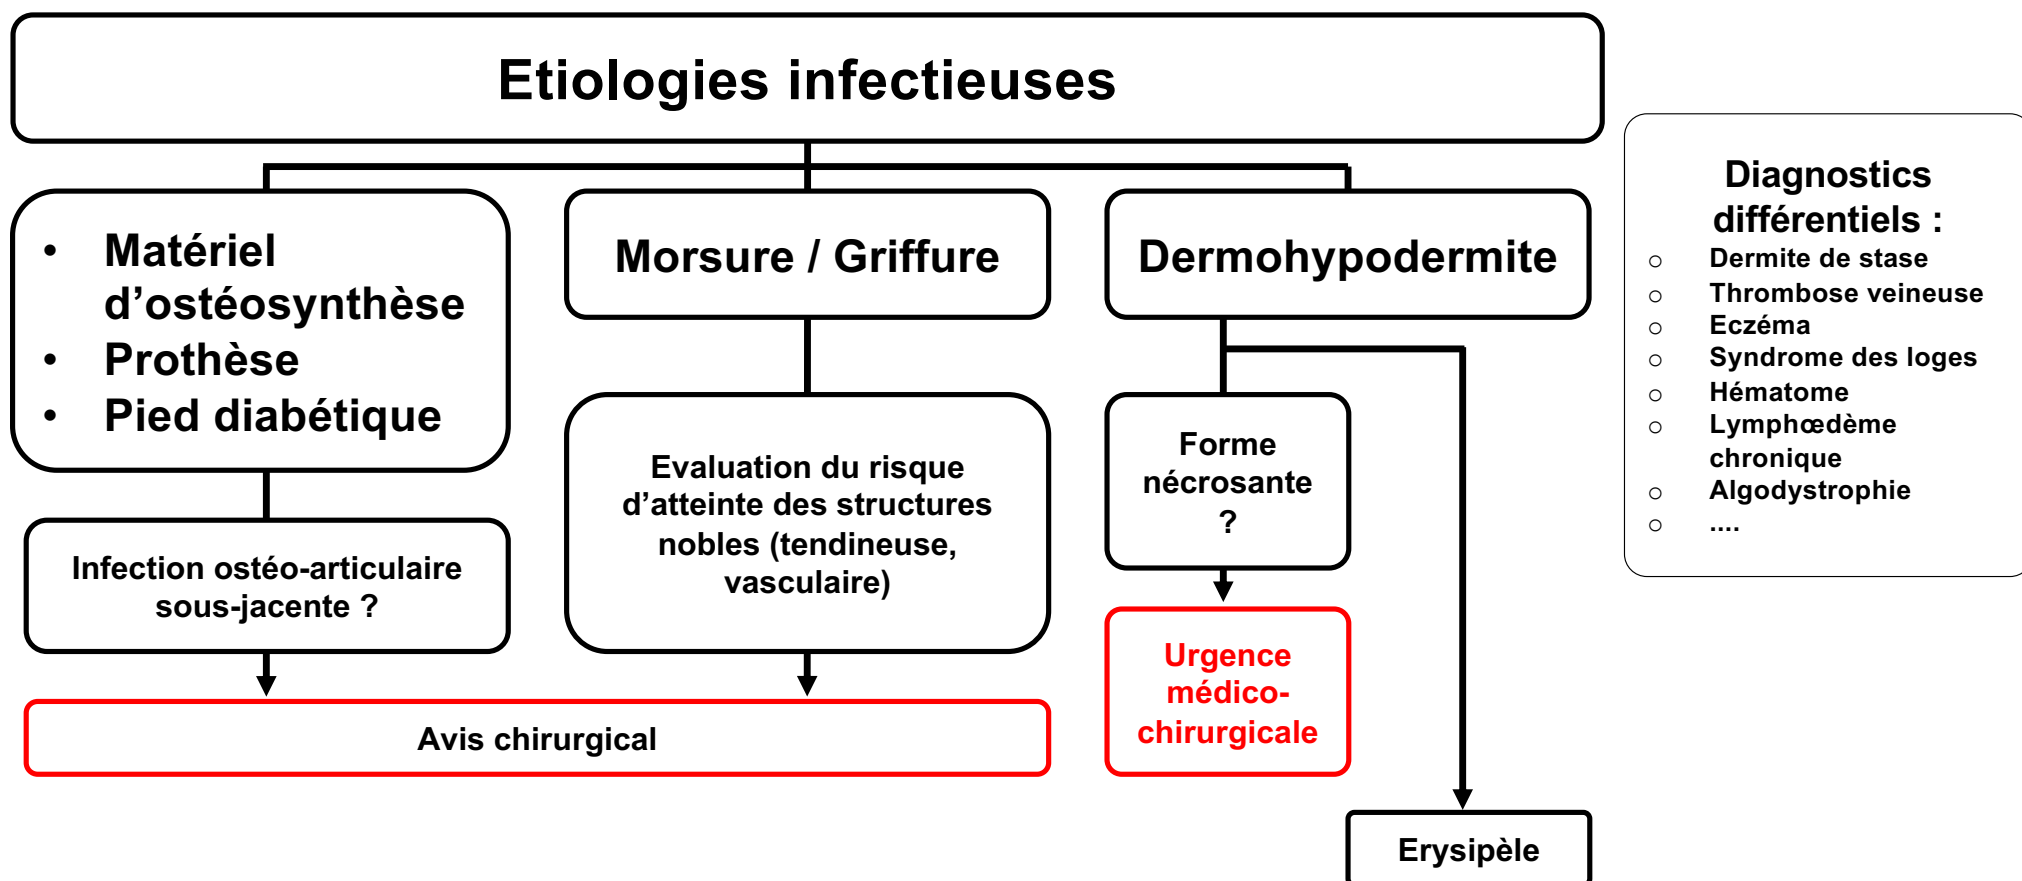 Etiologies infectieuses
• Matériel
d’ostéosynthèse
• Prothèse
• Pied diabétique
Infection ostéo-articulaire
sous-jacente ?
Morsure / Griffure
Evaluation du risque
d’atteinte des structures
nobles (tendineuse,
vasculaire)
Avis chirurgical
Dermohypodermite
Forme
nécrosante
?
Urgence
médico-
chirurgicale
Erysipèle
Diagnostics
différentiels :
o Dermite de stase
o Thrombose veineuse
o Eczéma
o Syndrome des loges
o Hématome
o Lymphœdème
chronique
o Algodystrophie
o ....